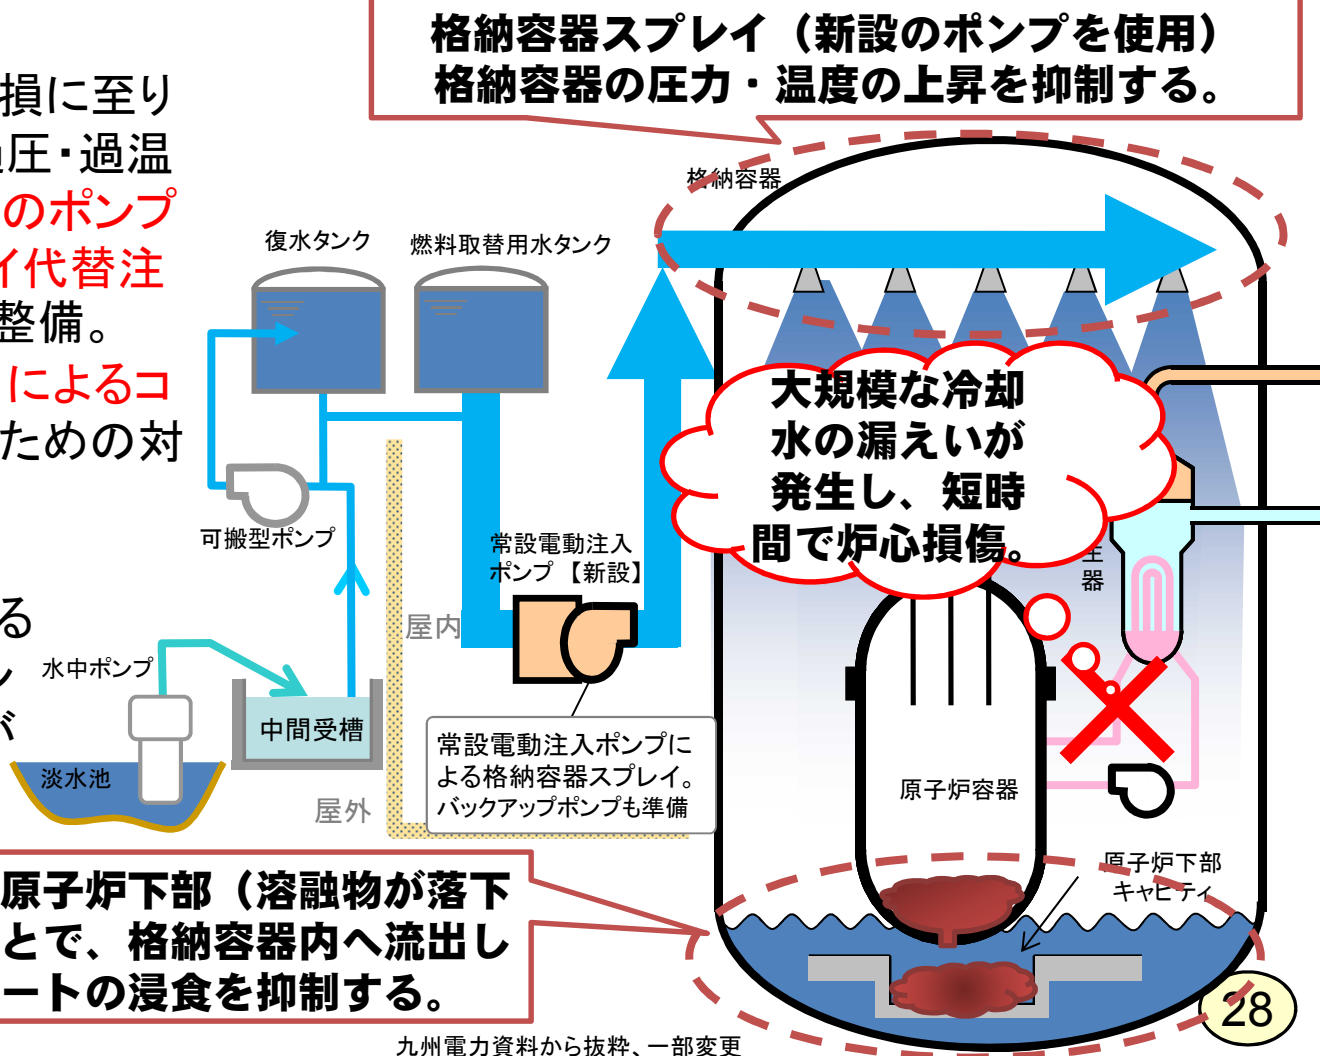 格納容器スプレイ（新設のポンプを使用）
格納容器の圧力・温度の上昇を抑制する。
損に至り
圧・過温
のポンプ
イ代替注
整備。
によるコ
ための対
る
ン
が
格納容器
復水タンク
燃料取替用水タンク
大規模な冷却
水の漏えいが
発生し、短時
間で炉心損傷。
可搬型ポンプ
常設電動注入
ポンプ【新設】
器
屋内
水中ポンプ
中間受槽
淡水池
屋外
常設電動注入ポンプに
よる格納容器スプレイ。
バックアップポンプも準備
原子炉容器
原子炉下部
キャビティ
原子炉下部（溶融物が落下
とで、格納容器内へ流出し
ートの浸食を抑制する。
28
九州電力資料から抜粋、一部変更